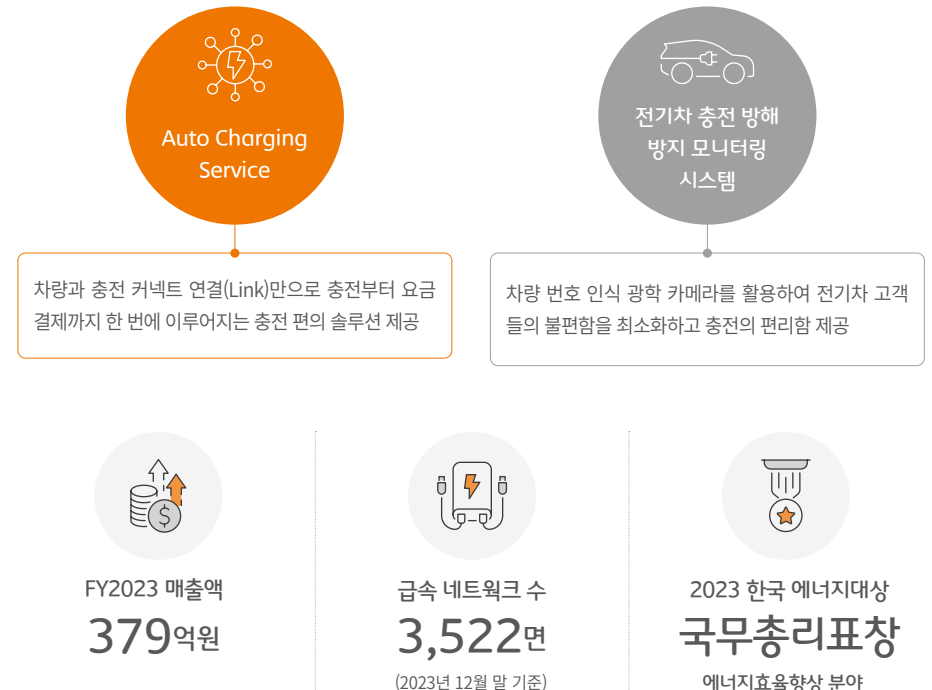 Auto Charging
Service
전기차 충전 방해
방지 모니터링
시스템
차량과 충전 커넥트 연결(Link)만으로 충전부터 요금
결제까지 한 번에 이루어지는 충전 편의 솔루션 제공
차량 번호 인식 광학 카메라를 활용하여 전기차 고객
들의 불편함을 최소화하고 충전의 편리함 제공
FY2023 매출액
379억원
급속 네트웍크 수
3,522면
(2023년 12월 말 기준)
2023 한국 에너지대상
국무총리표창
에너지효율향상 분야